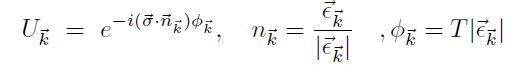 $U_{\vec{k}} \;=\; e^{-i(\vec{\sigma}\cdot\vec{n}_{\vec{k}})\phi_{\vec{k}}}, \quad n_{\vec{k}} = \dfrac{\vec{\epsilon}_{\vec{k}}}{|\vec{\epsilon}_{\vec{k}}|} \quad , \phi_{\vec{k}} = T|\vec{\epsilon}_{\vec{k}}|$